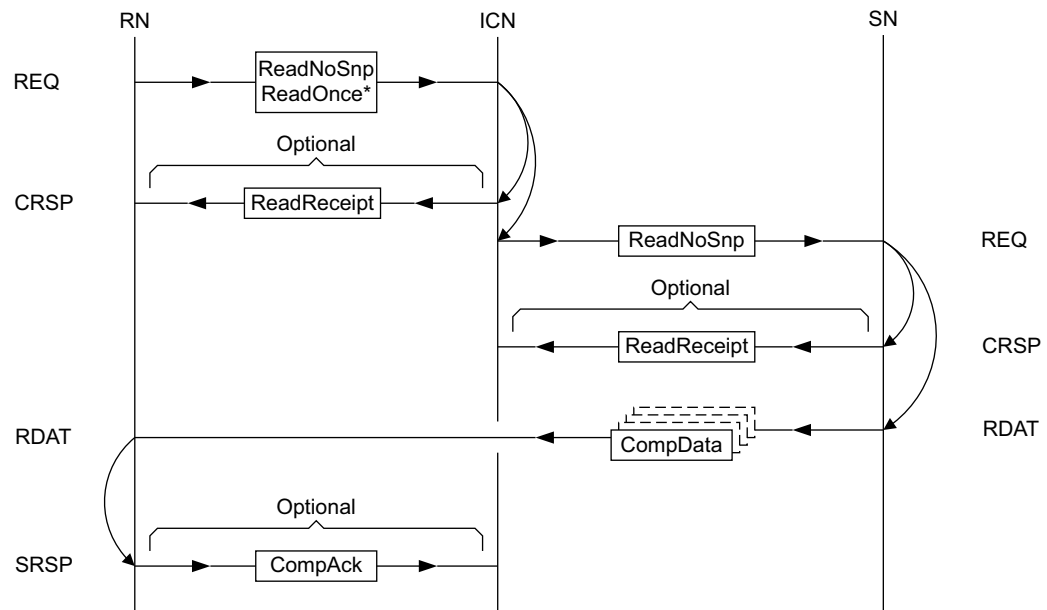 RN
ICN
SN
REQ
ReadNoSnp
ReadOnce*
Optional
CRSP
ReadReceipt
ReadNoSnp
REQ
Optional
ReadReceipt
CRSP
RDAT
CompData
RDAT
Optional
SRSP
CompAck